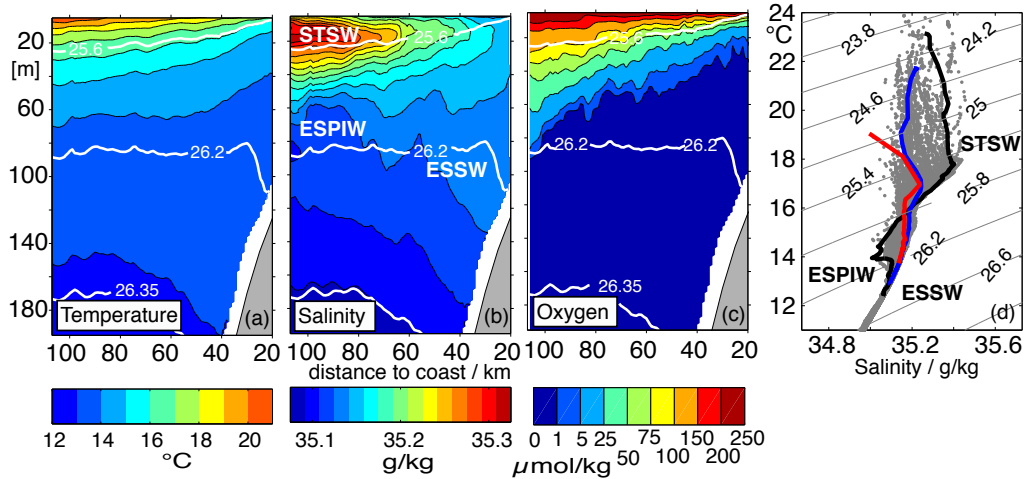 20
[m]
60
100
140
180
25.6
26.2
26.35
Temperature
(a)
100 80 60 40 20
STSW
25.6
ESPIW
26.2
ESSW
26.35
Salinity
(b)
100 80 60 40 20
distance to coast / km
25.6
26.2
26.35
Oxygen
(c)
100 80 60 40 20
24
°C
22
20
18
16
14
12
23.8
24.2
24.6
25
STSW
25.4
25.8
26.2
26.6
ESPIW
ESSW
(d)
34.8 35.2 35.6
Salinity / g/kg
12 14 16 18 20
°C
35.1 35.2 35.3
g/kg
0 1 5 25 75 150 250
50 100 200
µmol/kg